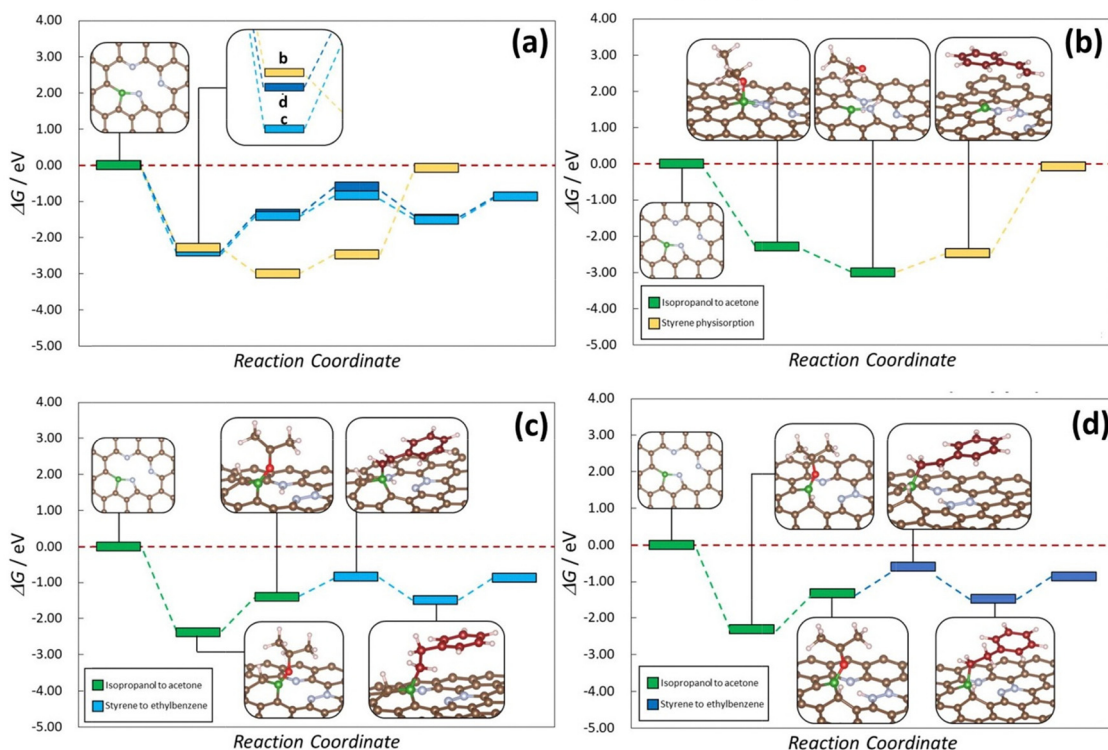 4.00
3.00
2.00
1.00
0.00
-1.00
-2.00
-3.00
-4.00
-5.00
ΔG / eV
Reaction Coordinate
(a)
b
d
c
4.00
3.00
2.00
1.00
0.00
-1.00
-2.00
-3.00
-4.00
-5.00
ΔG / eV
Reaction Coordinate
(b)
Isopropanol to acetone
Styrene physisorption
4.00
3.00
2.00
1.00
0.00
-1.00
-2.00
-3.00
-4.00
-5.00
ΔG / eV
Reaction Coordinate
(c)
Isopropanol to acetone
Styrene to ethylbenzene
4.00
3.00
2.00
1.00
0.00
-1.00
-2.00
-3.00
-4.00
-5.00
ΔG / eV
Reaction Coordinate
(d)
Isopropanol to acetone
Styrene to ethylbenzene